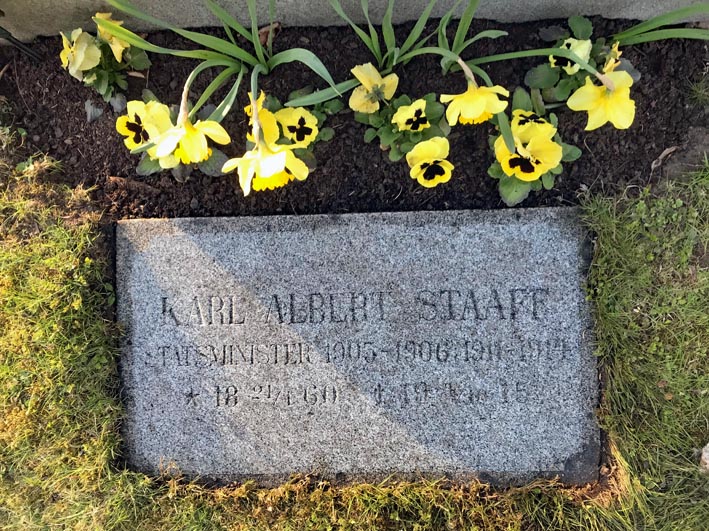 KARL ALBERT STAAFF
STATSMINISTER 1905-1906, 1911-1914
* 18 21/1 60 † 19 4/10 15